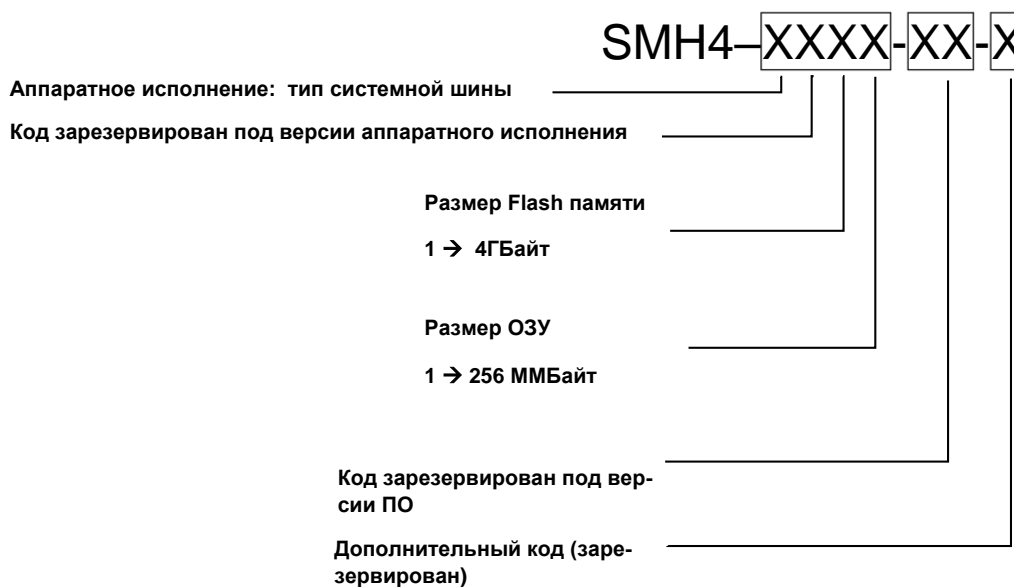 SMH4–XXXX-XX-X
Аппаратное исполнение: тип системной шины
Код зарезервирован под версии аппаратного исполнения
Размер Flash памяти
1 → 4ГБайт
Размер ОЗУ
1 → 256 ММБайт
Код зарезервирован под вер-
сии ПО
Дополнительный код (заре-
зервирован)